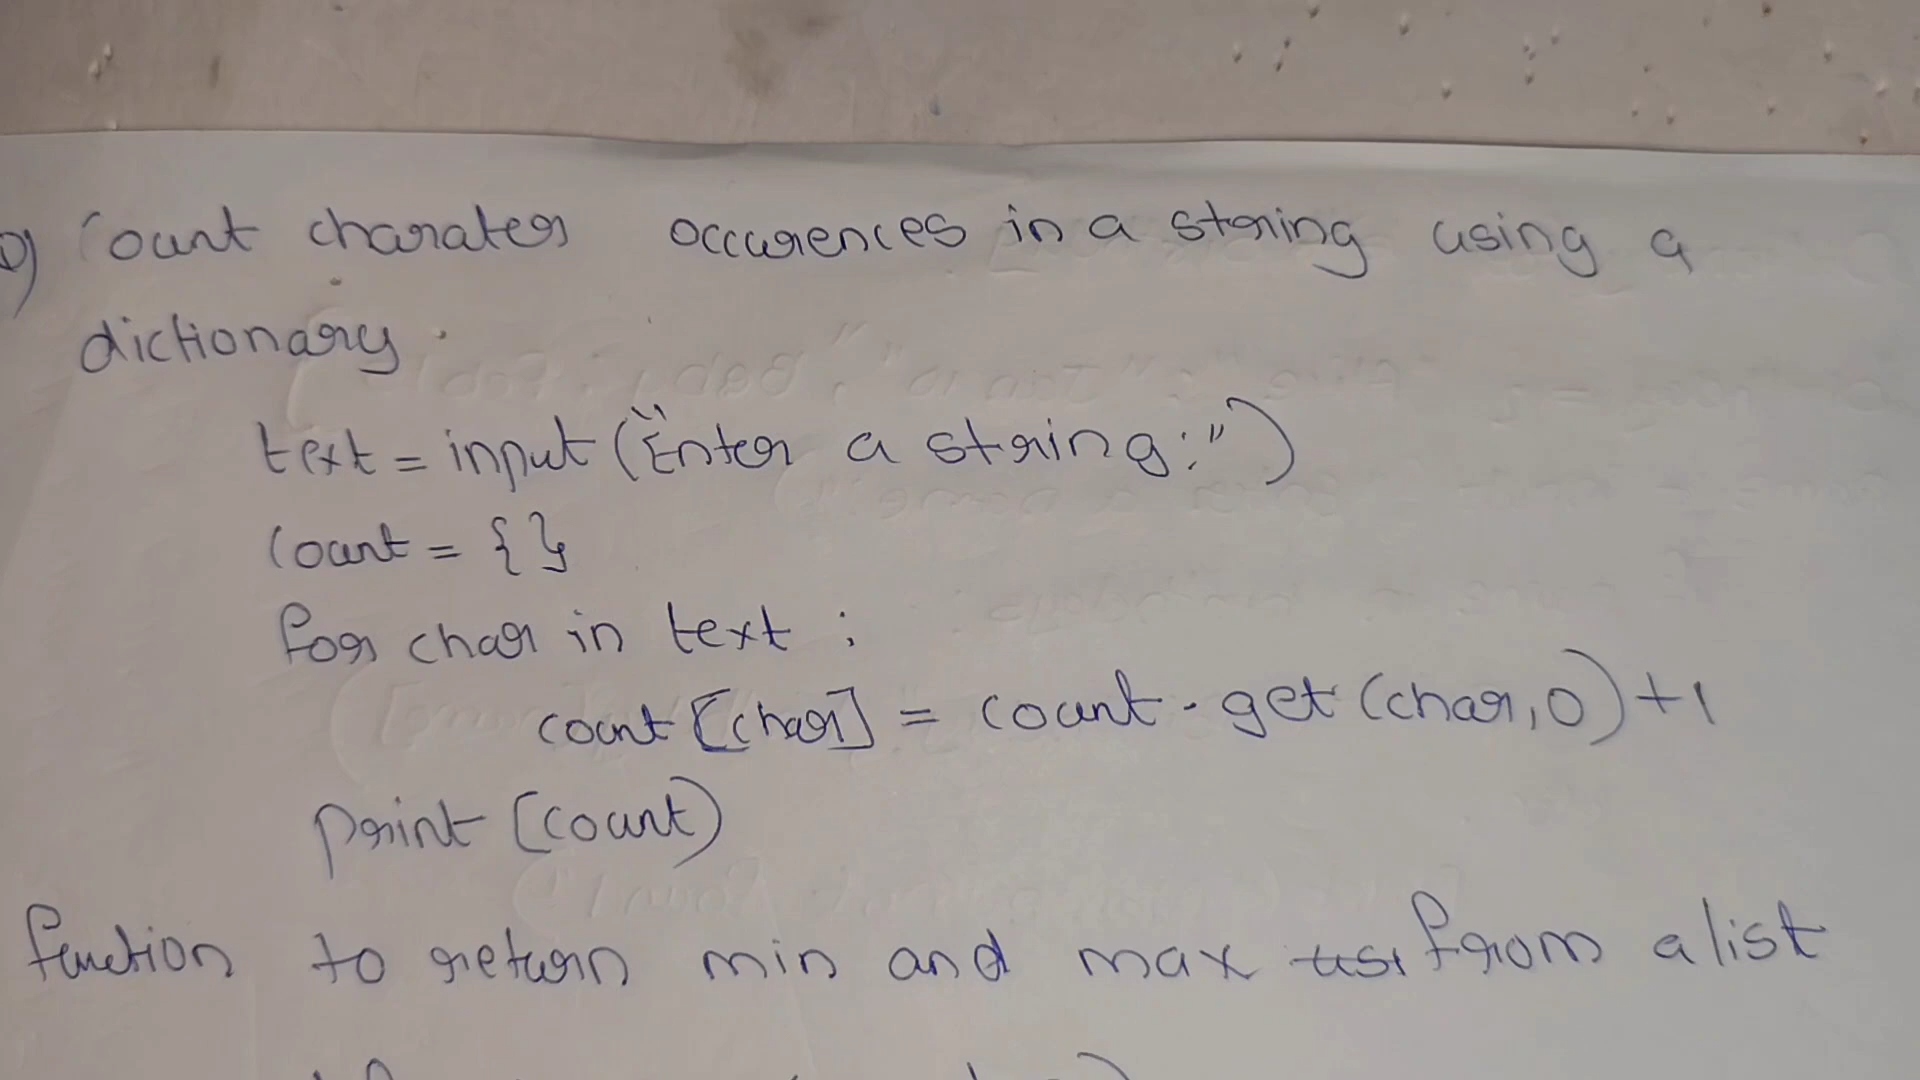 Count charater occurences in a string using a
dictionary.
text = input ("Enter a string:")
Count = { }
for char in text :
count [char] = count.get (char, 0) + 1
print (count)
function to return min and max from a list